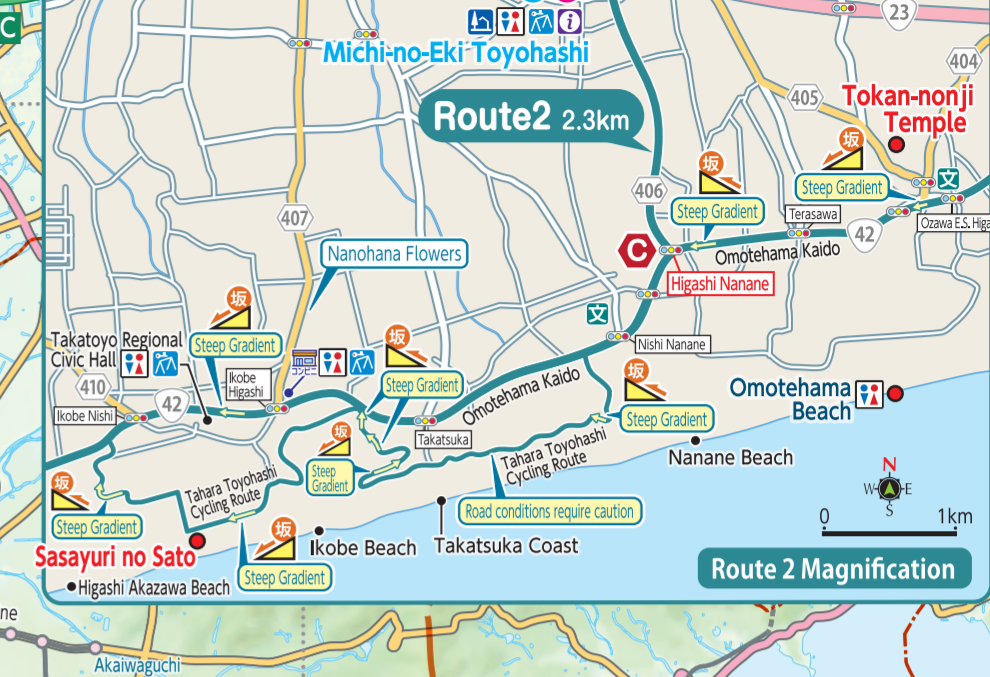 C
23
Michi-no-Eki Toyohashi
404
405
Tokan-nonji
Temple
Route2 2.3km
坂
坂
Steep Gradient
文
406
Steep Gradient
Terasawa
42
Ozawa E.S. Higa
407
C
Omotehama Kaido
Nanohana Flowers
Higashi Nanane
坂
文
Takatoyo Regional
Civic Hall
Steep Gradient
坂
Nishi Nanane
コンビニ
410
Ikobe
Higashi
Steep Gradient
Omotehama Kaido
坂
Omotehama
Beach
Ikobe Nishi
42
Steep Gradient
坂
Takatsuka
Tahara Toyohashi
Cycling Route
Nanane Beach
Steep
Gradient
坂
Tahara Toyohashi
Cycling Route
N
W
E
S
Steep Gradient
Road conditions require caution
0
1km
坂
Sasayuri no Sato
Ikobe Beach
Takatsuka Coast
Steep Gradient
Higashi Akazawa Beach
Route 2 Magnification
ne
Akaiwaguchi